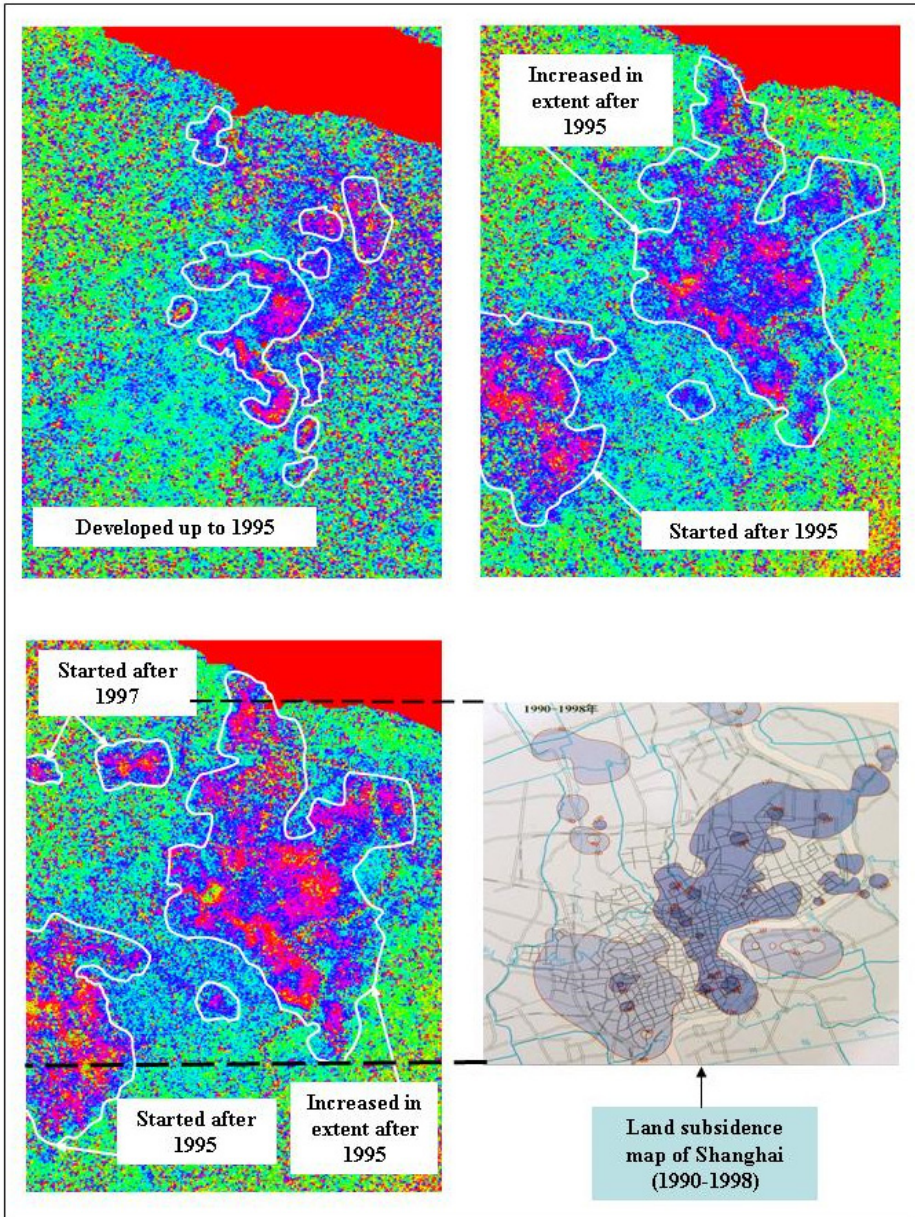 Increased in
extent after
1995
Developed up to 1995
Started after 1995
Started after
1997
1990-1998年
Started after
1995
Increased in
extent after
1995
Land subsidence
map of Shanghai
(1990-1998)